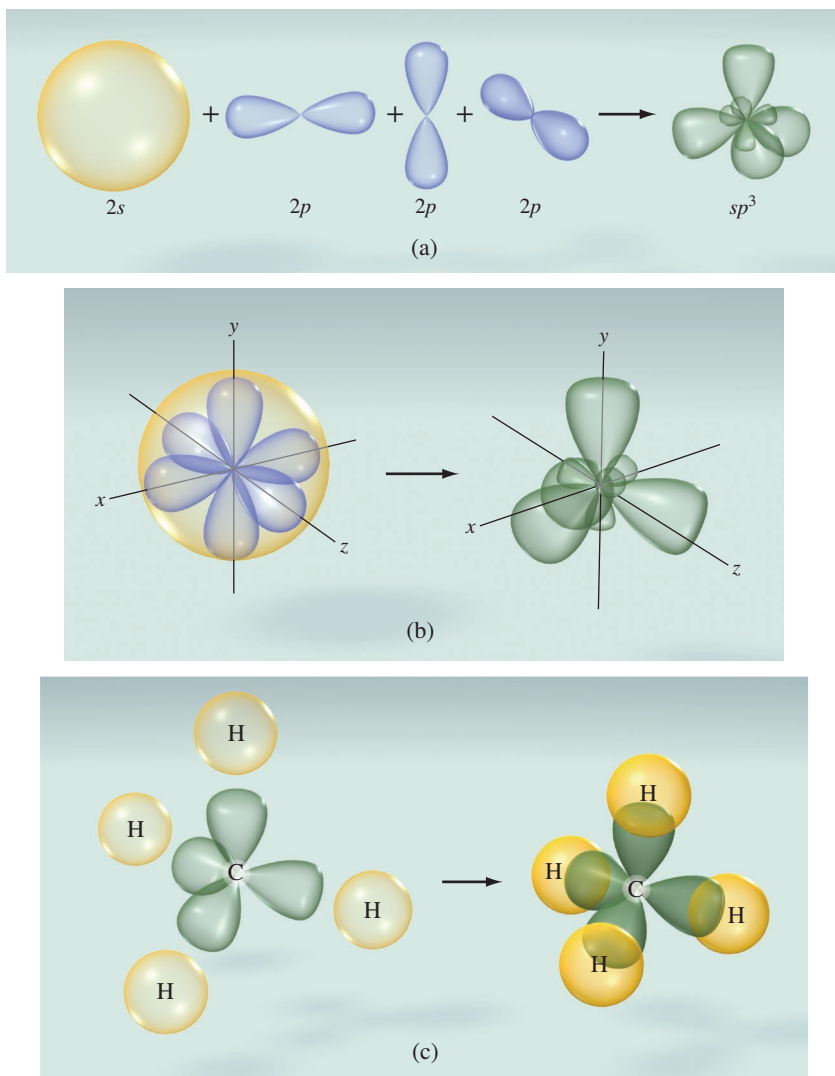 + + +
2s 2p 2p 2p sp³
(a)
y y
x x
z z
(b)
H
H H
C C
H H H
H H
(c)